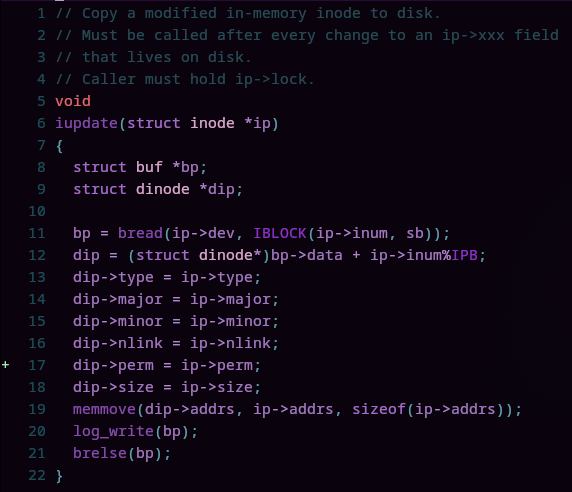 1 // Copy a modified in-memory inode to disk.
2 // Must be called after every change to an ip->xxx field
3 // that lives on disk.
4 // Caller must hold ip->lock.
5 void
6 iupdate(struct inode *ip)
7 {
8   struct buf *bp;
9   struct dinode *dip;
10
11   bp = bread(ip->dev, IBLOCK(ip->inum, sb));
12   dip = (struct dinode*)bp->data + ip->inum%IPB;
13   dip->type = ip->type;
14   dip->major = ip->major;
15   dip->minor = ip->minor;
16   dip->nlink = ip->nlink;
+ 17   dip->perm = ip->perm;
18   dip->size = ip->size;
19   memmove(dip->addrs, ip->addrs, sizeof(ip->addrs));
20   log_write(bp);
21   brelse(bp);
22 }